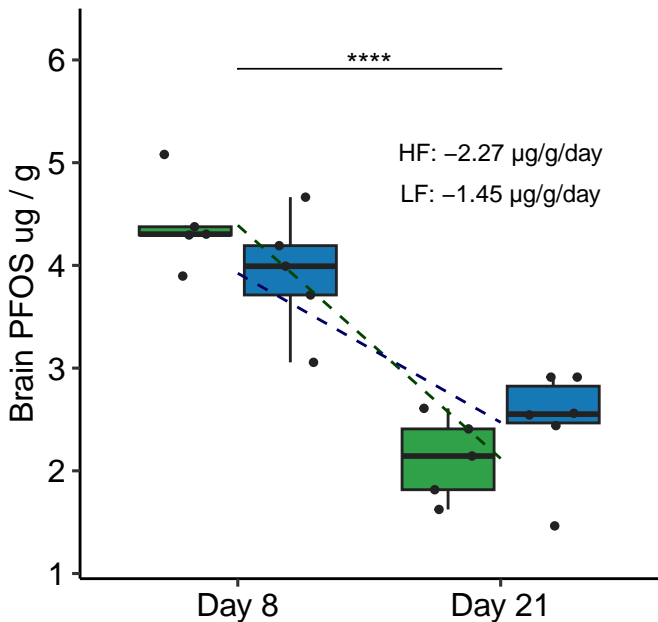 Brain PFOS ug / g
6
5
4
3
2
1
****
HF: −2.27 µg/g/day
LF: −1.45 µg/g/day
Day 8
Day 21